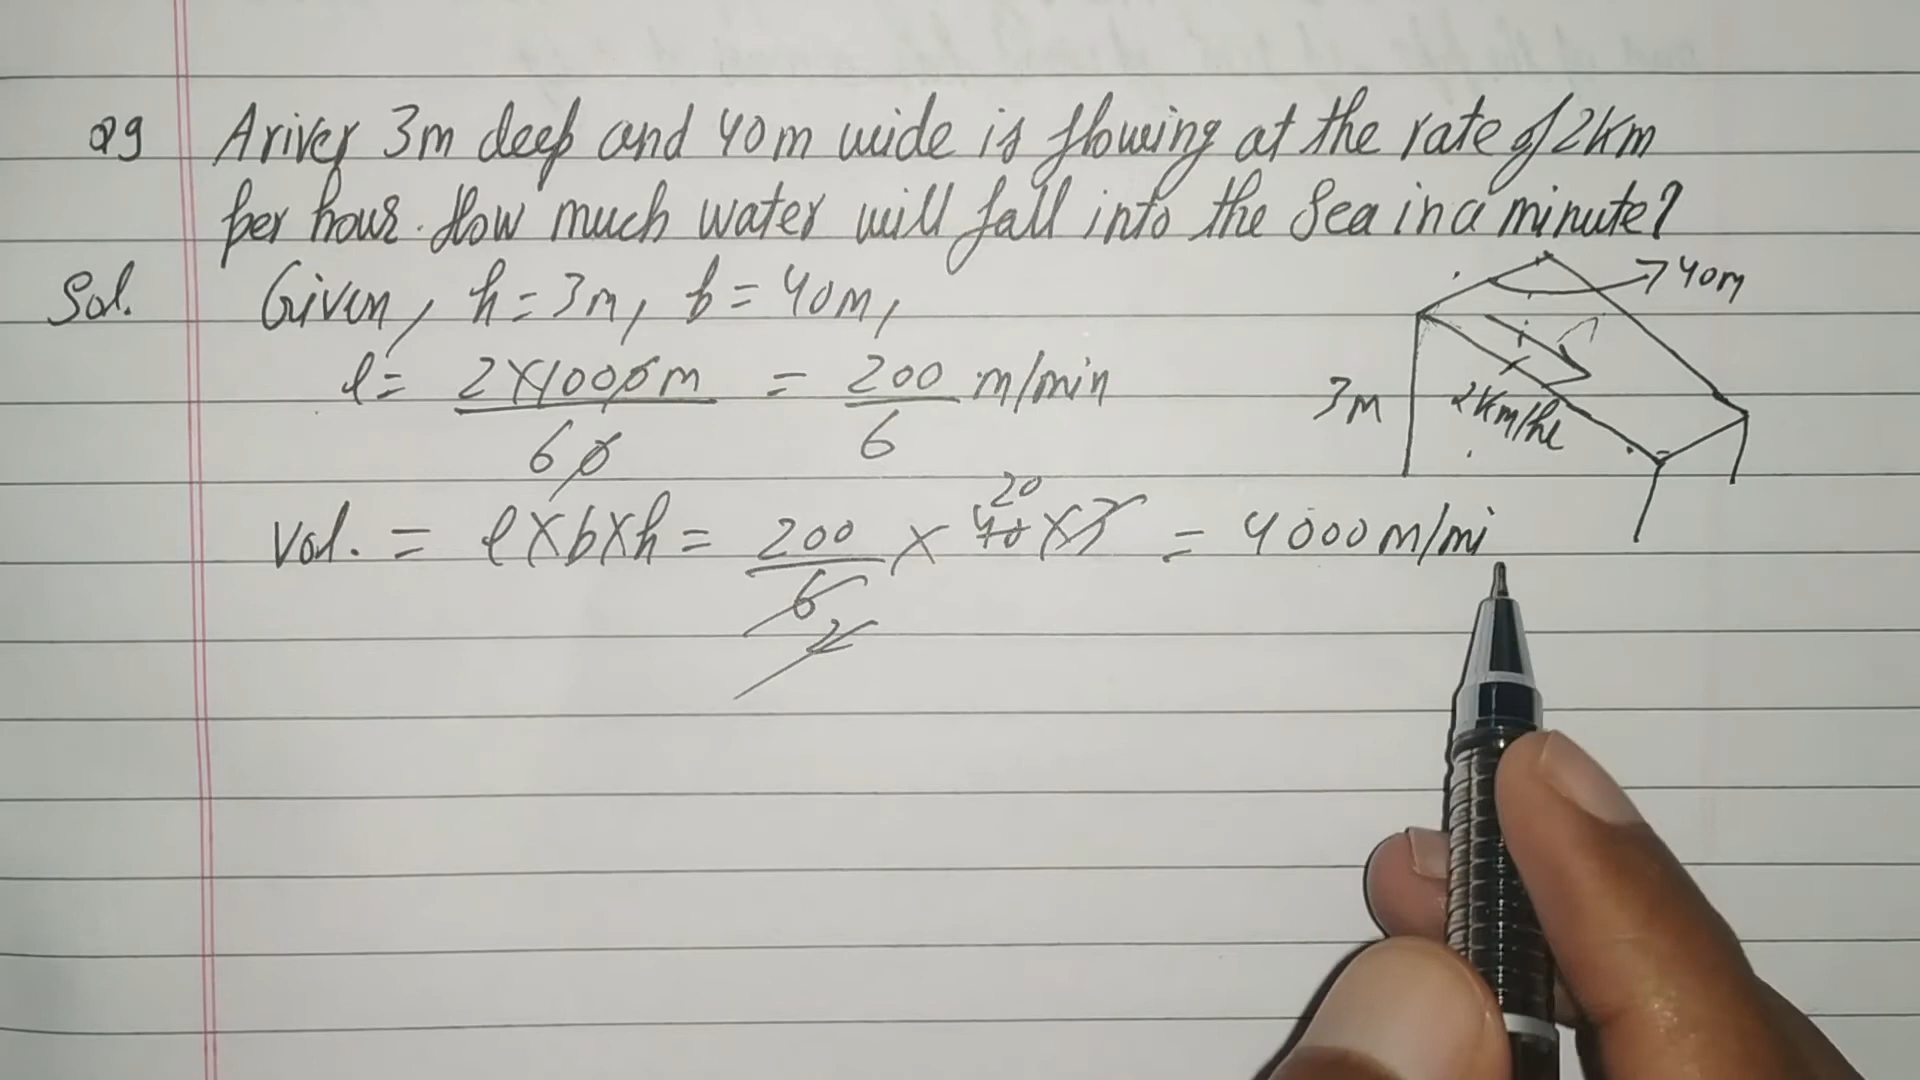 Q9 A river 3m deep and 40m wide is flowing at the rate of 2km
per hour. How much water will fall into the Sea in a minute?
Sol. Given, h = 3m, b = 40m,
l = 2×1000m/60 = 200/6 m/min
Vol. = l×b×h = 200/6 × 40×3 = 4000m/mi
20
2
40m
3m
2km/hr